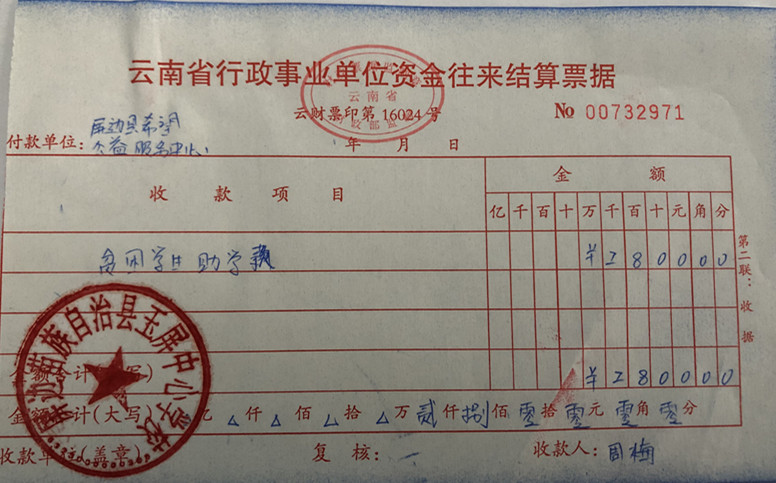 云南省行政事业单位资金往来结算票据
云南省
云财票印第16024号
№ 00732971
付款单位:屏边县希望
公益服务中心
年 月 日
收款项目 金额
亿 千 百 十 万 千 百 十 元 角 分
贫困学生助学款 ¥ 2 8 0 0 0 0
第二联:收据
¥ 2 8 0 0 0 0
金额合计(大写) 亿 仟 佰 拾 万 贰 仟 捌 佰 零 拾 零 元 零 角 零 分
收款单位(盖章) 复核: 收款人:周梅
屏边苗族自治县玉屏中心学校